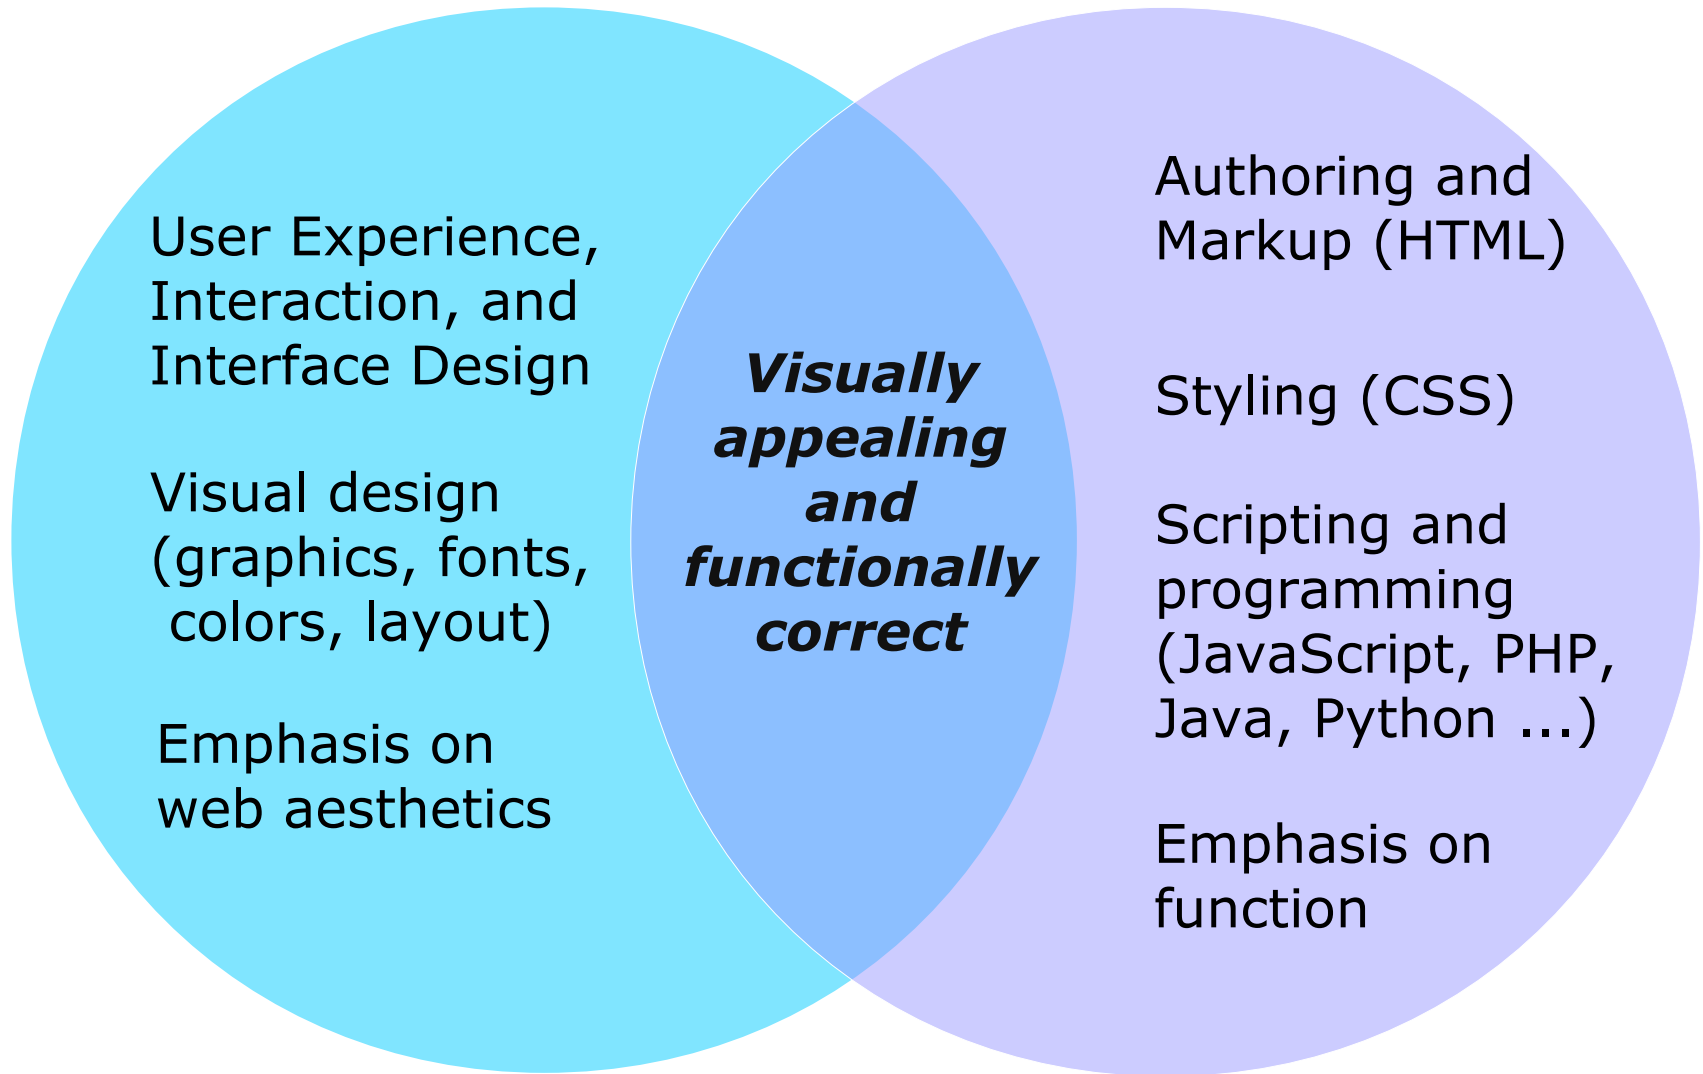 User Experience,
Interaction, and
Interface Design
Visual design
(graphics, fonts,
colors, layout)
Emphasis on
web aesthetics
Visually
appealing
and
functionally
correct
Authoring and
Markup (HTML)
Styling (CSS)
Scripting and
programming
(JavaScript, PHP,
Java, Python ...)
Emphasis on
function